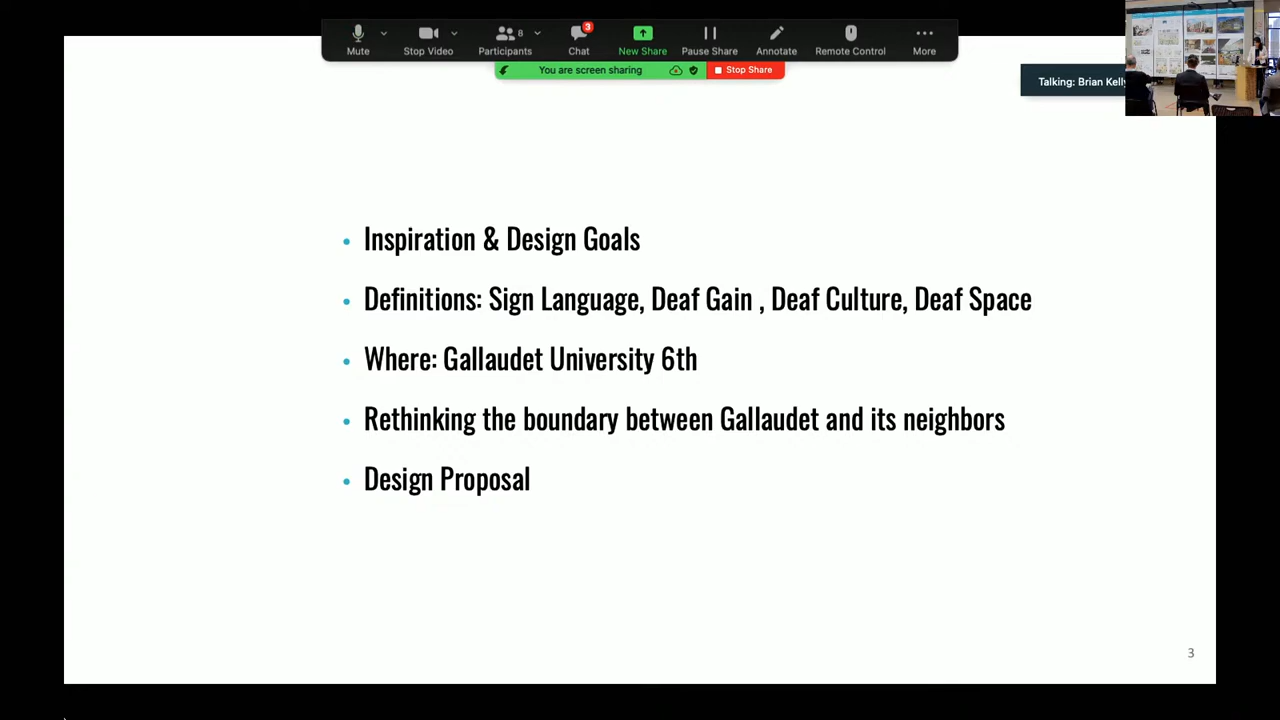 Mute
Stop Video
Participants
8
Chat
3
New Share
Pause Share
Annotate
Remote Control
More
You are screen sharing
Stop Share
Talking: Brian Kelly
• Inspiration & Design Goals
• Definitions: Sign Language, Deaf Gain , Deaf Culture, Deaf Space
• Where: Gallaudet University 6th
• Rethinking the boundary between Gallaudet and its neighbors
• Design Proposal
3